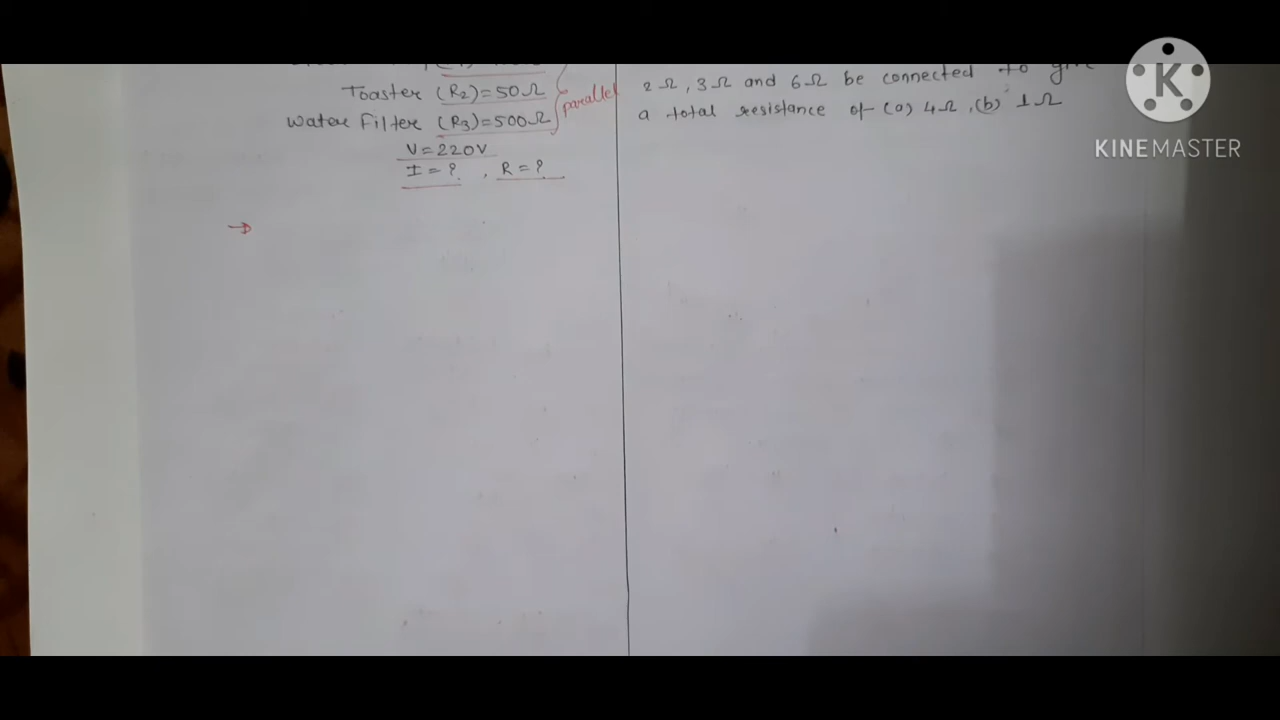 Toaster (R2)=50Ω
Water Filter (R3)=500Ω
parallel
V=220V
I=? , R=?
→
2Ω, 3Ω and 6Ω be connected to
a total resistance of (a) 4Ω, (b) 1Ω
K
KINEMASTER